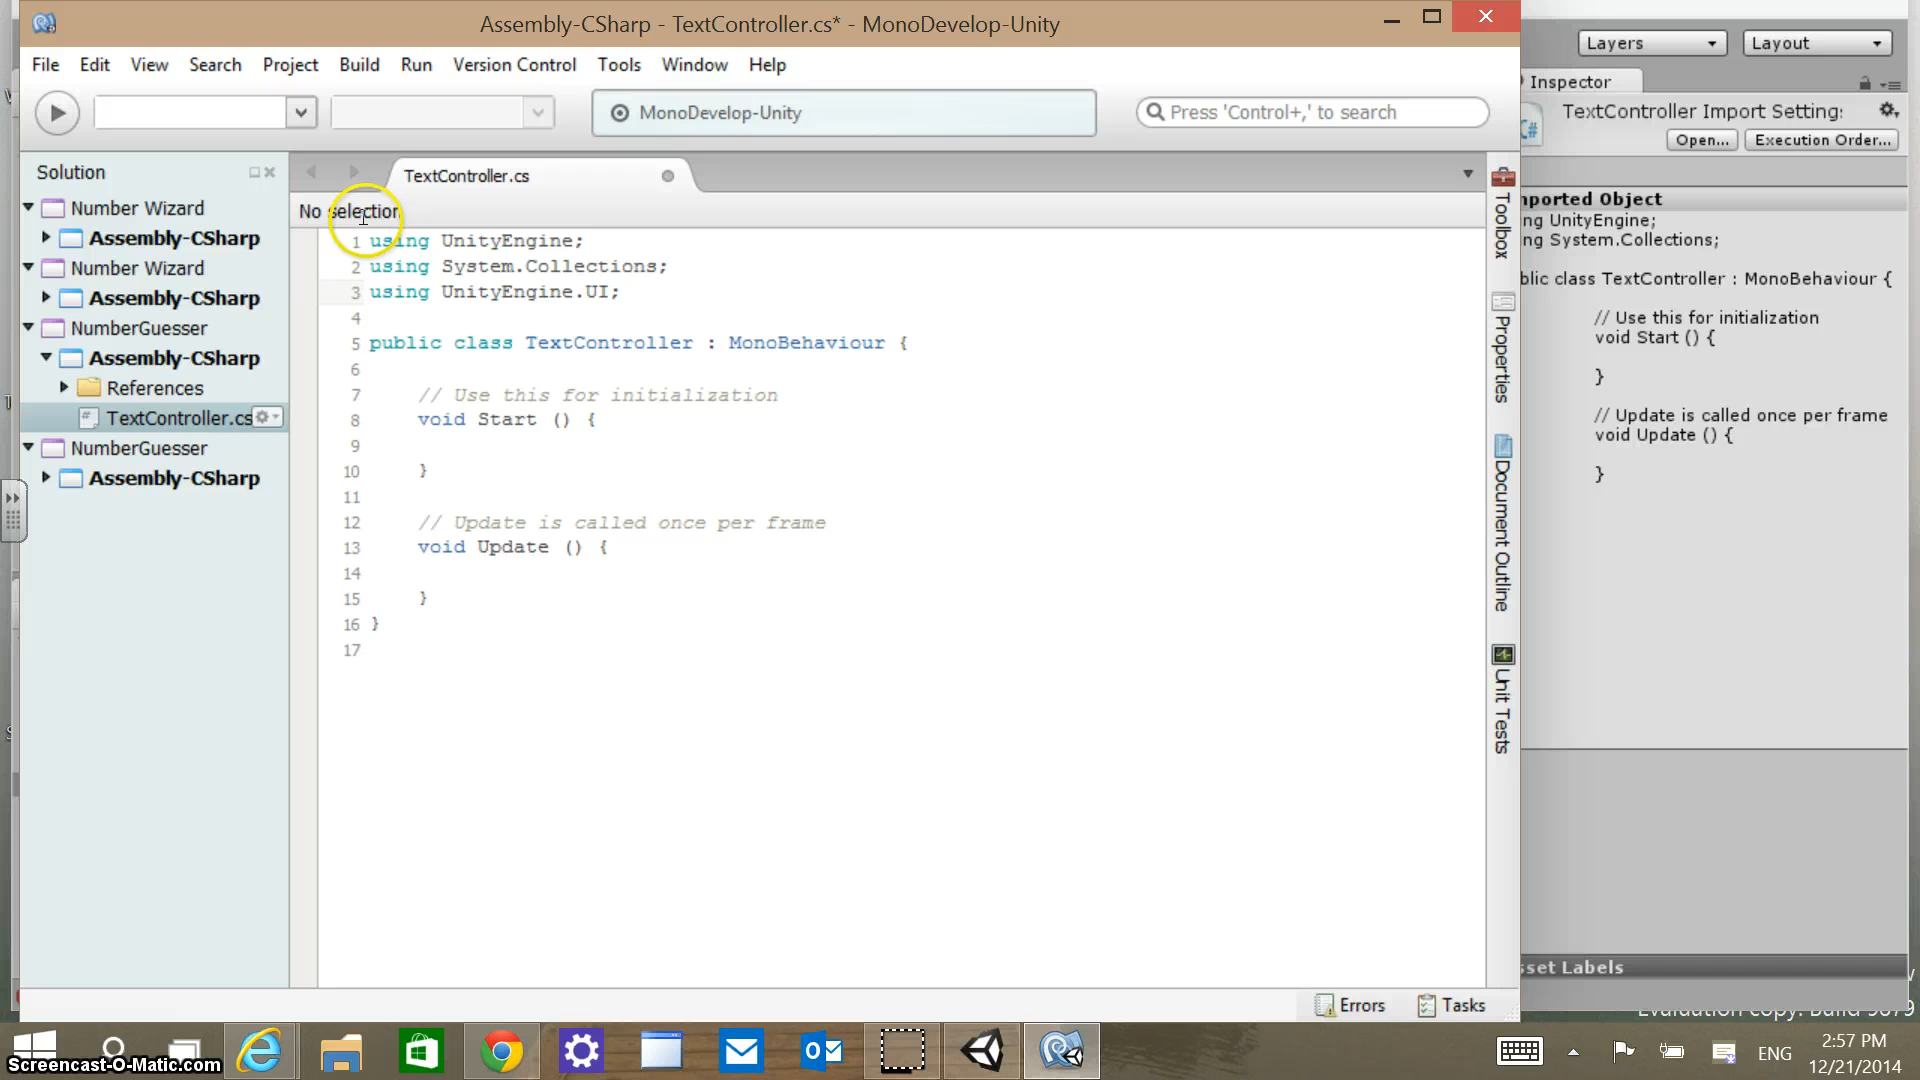 Assembly-CSharp - TextController.cs* - MonoDevelop-Unity
File Edit View Search Project Build Run Version Control Tools Window Help
MonoDevelop-Unity
Press 'Control+,' to search
Solution
Number Wizard
Assembly-CSharp
Number Wizard
Assembly-CSharp
NumberGuesser
Assembly-CSharp
References
TextController.cs
NumberGuesser
Assembly-CSharp
TextController.cs
No selection
1 using UnityEngine;
2 using System.Collections;
3 using UnityEngine.UI;
4
5 public class TextController : MonoBehaviour {
6
7 // Use this for initialization
8 void Start () {
9
10 }
11
12 // Update is called once per frame
13 void Update () {
14
15 }
16 }
17
Toolbox
Properties
Document Outline
Unit Tests
Errors Tasks
Layers Layout
Inspector
TextController Import Setting:
Open... Execution Order...
ported Object
ng UnityEngine;
ng System.Collections;
blic class TextController : MonoBehaviour {
// Use this for initialization
void Start () {
}
// Update is called once per frame
void Update () {
}
sset Labels
ENG
2:57 PM
12/21/2014
Screencast-O-Matic.com